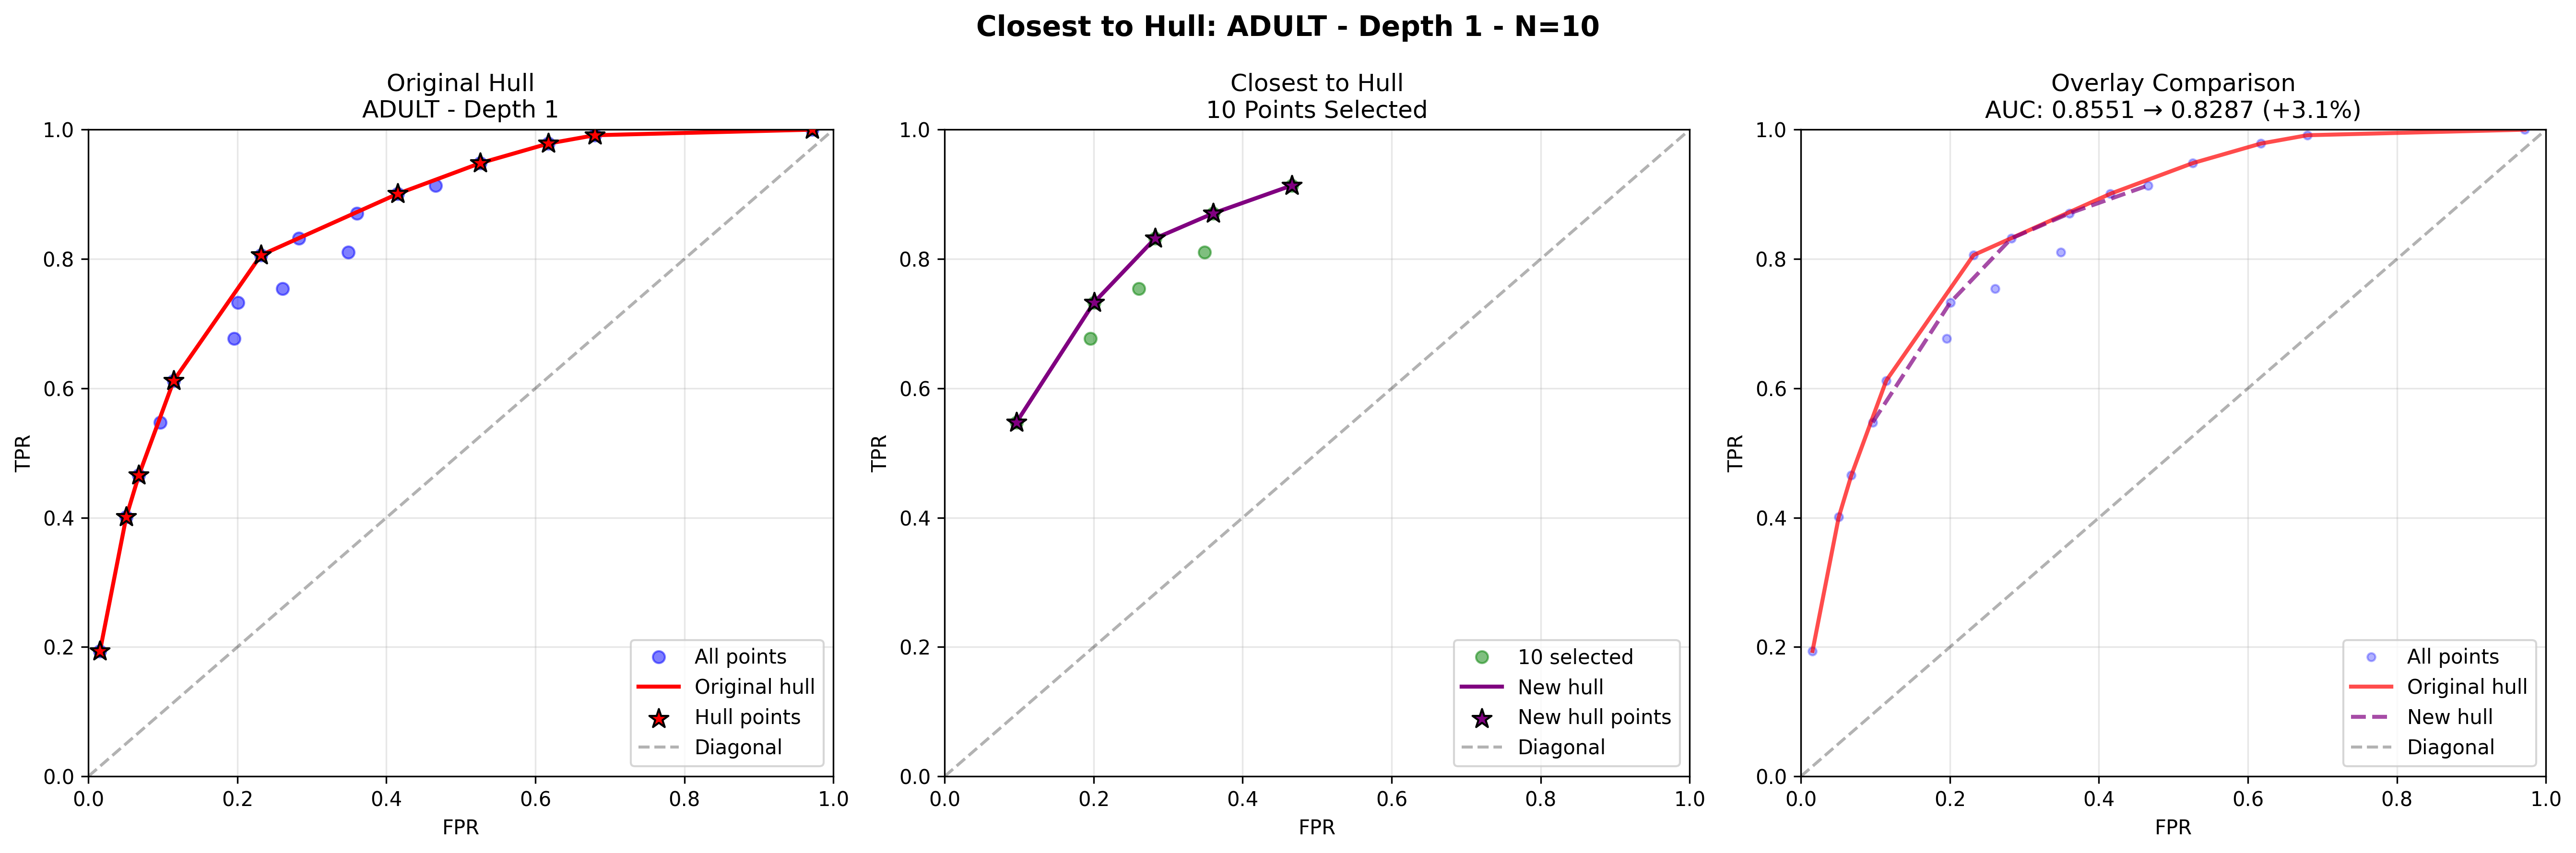 Closest to Hull: ADULT - Depth 1 - N=10
Original Hull
ADULT - Depth 1
1.0
0.8
0.6
0.4
0.2
0.0
TPR
0.0
0.2
0.4
0.6
0.8
1.0
FPR
All points
Original hull
Hull points
Diagonal
Closest to Hull
10 Points Selected
1.0
0.8
0.6
0.4
0.2
0.0
TPR
0.0
0.2
0.4
0.6
0.8
1.0
FPR
10 selected
New hull
New hull points
Diagonal
Overlay Comparison
AUC: 0.8551 → 0.8287 (+3.1%)
1.0
0.8
0.6
0.4
0.2
0.0
TPR
0.0
0.2
0.4
0.6
0.8
1.0
FPR
All points
Original hull
New hull
Diagonal